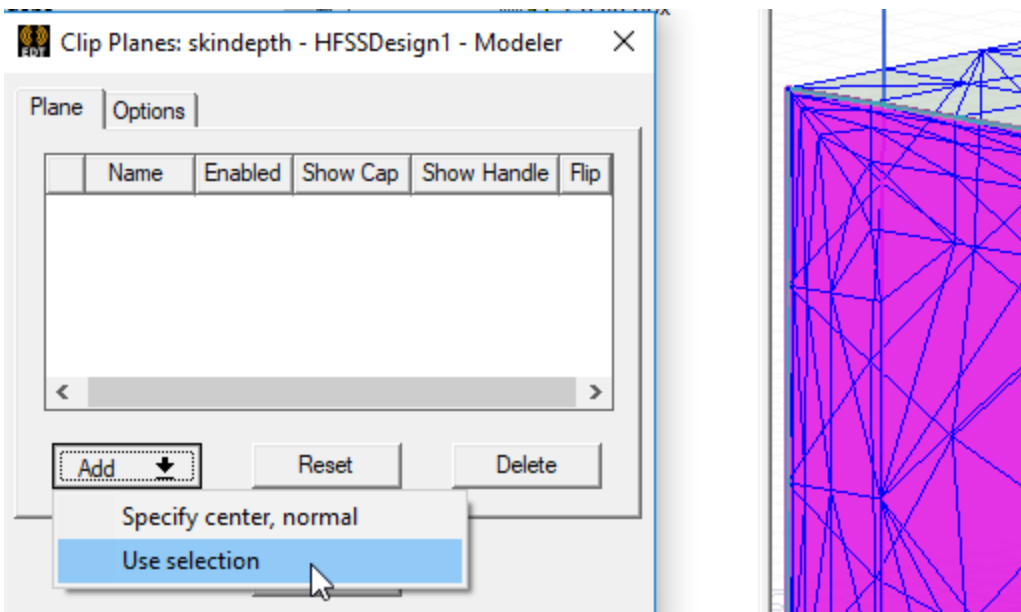 EDT
Clip Planes: skindepth - HFSSDesign1 - Modeler
Plane
Options
Name Enabled Show Cap Show Handle Flip
Add Reset Delete
Specify center, normal
Use selection